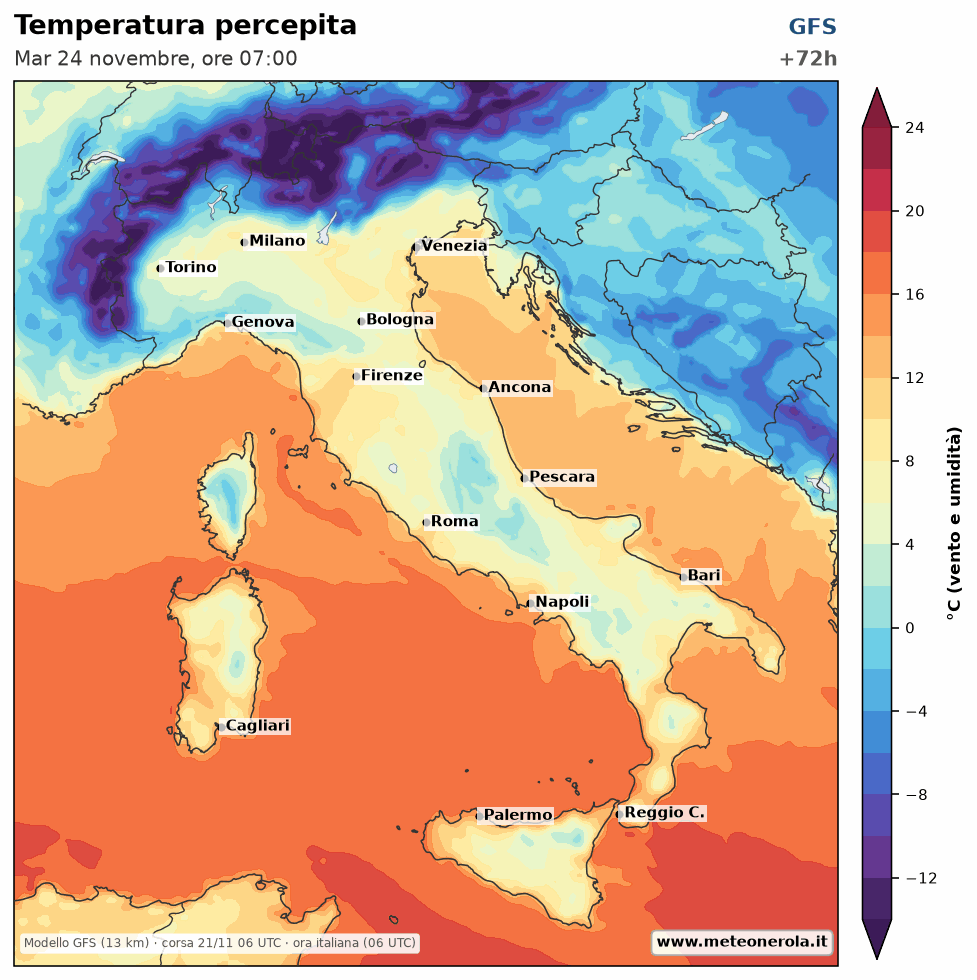 Temperatura percepita
GFS
Mar 24 novembre, ore 07:00
+72h
24
20
16
12
8
4
0
−4
−8
−12
°C (vento e umidità)
Milano
Venezia
Torino
Genova
Bologna
Firenze
Ancona
Pescara
Roma
Bari
Napoli
Cagliari
Palermo
Reggio C.
Modello GFS (13 km) · corsa 21/11 06 UTC · ora italiana (06 UTC)
www.meteonerola.it